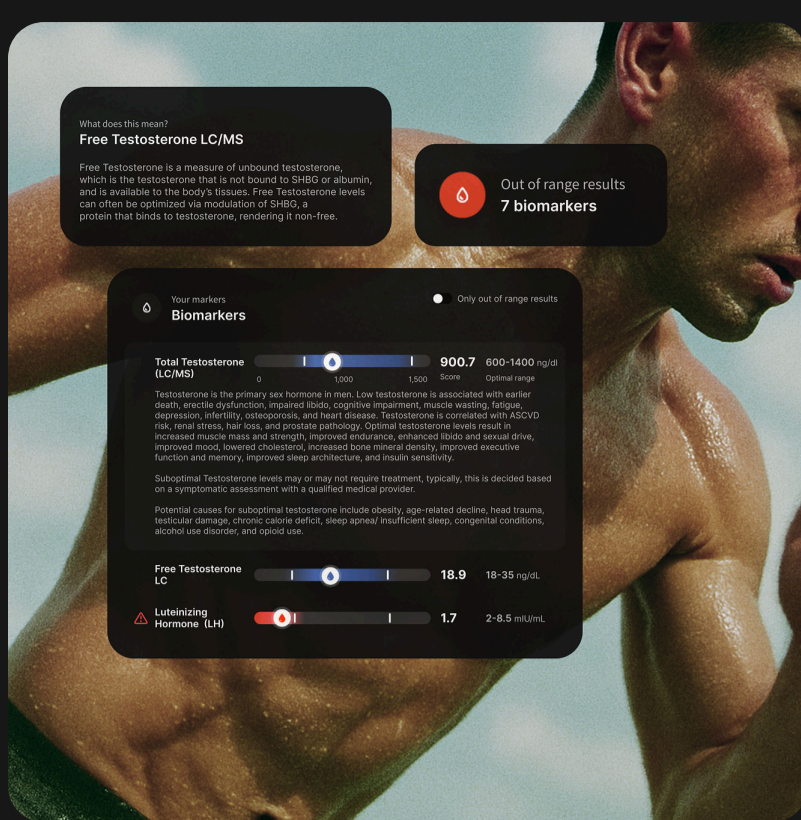 What does this mean?
Free Testosterone LC/MS
Free Testosterone is a measure of unbound testosterone,
which is the testosterone that is not bound to SHBG or albumin,
and is available to the body's tissues. Free Testosterone levels
can often be optimized via modulation of SHBG, a
protein that binds to testosterone, rendering it non-free.
Out of range results
7 biomarkers
Your markers
Biomarkers
Only out of range results
Total Testosterone
(LC/MS)
0
1,000
1,500
900.7
Score
600-1400 ng/dl
Optimal range
Testosterone is the primary sex hormone in men. Low testosterone is associated with earlier
death, erectile dysfunction, impaired libido, cognitive impairment, muscle wasting, fatigue,
depression, infertility, osteoporosis, and heart disease. Testosterone is correlated with ASCVD
risk, renal stress, hair loss, and prostate pathology. Optimal testosterone levels result in
increased muscle mass and strength, improved endurance, enhanced libido and sexual drive,
improved mood, lowered cholesterol, increased bone mineral density, improved executive
function and memory, improved sleep architecture, and insulin sensitivity.
Suboptimal Testosterone levels may or may not require treatment, typically, this is decided based
on a symptomatic assessment with a qualified medical provider.
Potential causes for suboptimal testosterone include obesity, age-related decline, head trauma,
testicular damage, chronic calorie deficit, sleep apnea/ insufficient sleep, congenital conditions,
alcohol use disorder, and opioid use.
Free Testosterone
LC
18.9
18-35 ng/dL
Luteinizing
Hormone (LH)
1.7
2-8.5 mIU/mL